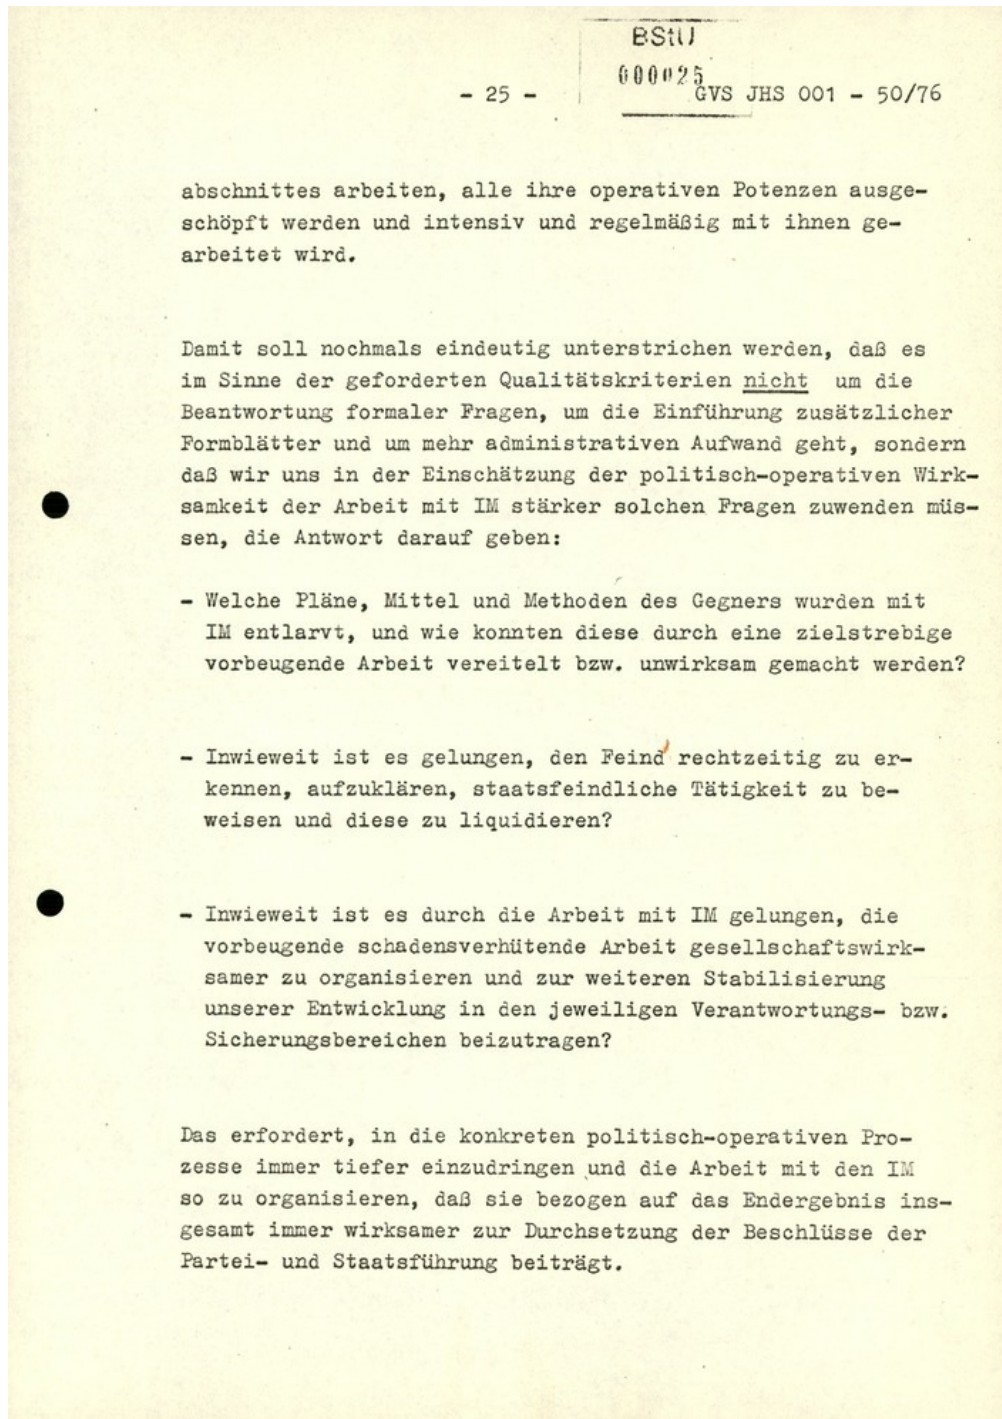 BStU
000025
- 25 - GVS JHS 001 - 50/76
abschnittes arbeiten, alle ihre operativen Potenzen ausge-
schöpft werden und intensiv und regelmäßig mit ihnen ge-
arbeitet wird.
Damit soll nochmals eindeutig unterstrichen werden, daß es
im Sinne der geforderten Qualitätskriterien nicht um die
Beantwortung formaler Fragen, um die Einführung zusätzlicher
Formblätter und um mehr administrativen Aufwand geht, sondern
daß wir uns in der Einschätzung der politisch-operativen Wirk-
samkeit der Arbeit mit IM stärker solchen Fragen zuwenden müs-
sen, die Antwort darauf geben:
- Welche Pläne, Mittel und Methoden des Gegners wurden mit
IM entlarvt, und wie konnten diese durch eine zielstrebige
vorbeugende Arbeit vereitelt bzw. unwirksam gemacht werden?
- Inwieweit ist es gelungen, den Feind rechtzeitig zu er-
kennen, aufzuklären, staatsfeindliche Tätigkeit zu be-
weisen und diese zu liquidieren?
- Inwieweit ist es durch die Arbeit mit IM gelungen, die
vorbeugende schadensverhütende Arbeit gesellschaftswirk-
samer zu organisieren und zur weiteren Stabilisierung
unserer Entwicklung in den jeweiligen Verantwortungs- bzw.
Sicherungsbereichen beizutragen?
Das erfordert, in die konkreten politisch-operativen Pro-
zesse immer tiefer einzudringen und die Arbeit mit den IM
so zu organisieren, daß sie bezogen auf das Endergebnis ins-
gesamt immer wirksamer zur Durchsetzung der Beschlüsse der
Partei- und Staatsführung beiträgt.